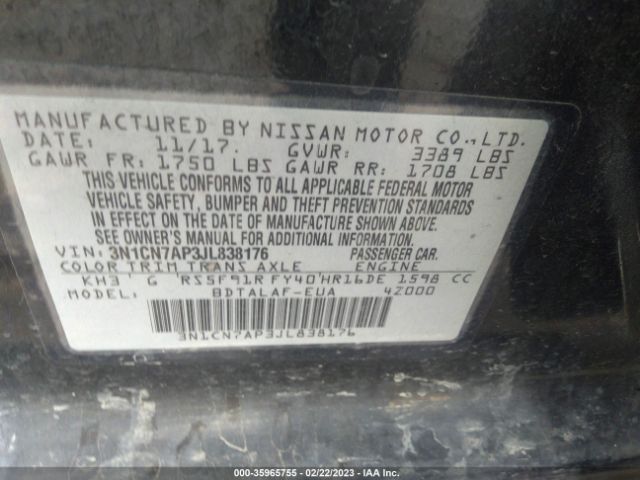 MANUFACTURED BY NISSAN MOTOR CO., LTD.
DATE: 11/17. GVWR: 3389 LBS
GAWR FR: 1750 LBS GAWR RR: 1708 LBS
THIS VEHICLE CONFORMS TO ALL APPLICABLE FEDERAL MOTOR
VEHICLE SAFETY, BUMPER AND THEFT PREVENTION STANDARDS
IN EFFECT ON THE DATE OF MANUFACTURE SHOWN ABOVE.
SEE OWNER'S MANUAL FOR ADDITIONAL INFORMATION.
VIN: 3N1CN7AP3JL838176 PASSENGER CAR.
COLOR TRIM TRANS AXLE ENGINE
KH3 G RS5F91R FY40 HR16DE 1598 CC
MODEL: BDTALAF-EUA 42000
3N1CN7AP3JL838176
000-35965755 - 02/22/2023 - IAA Inc.